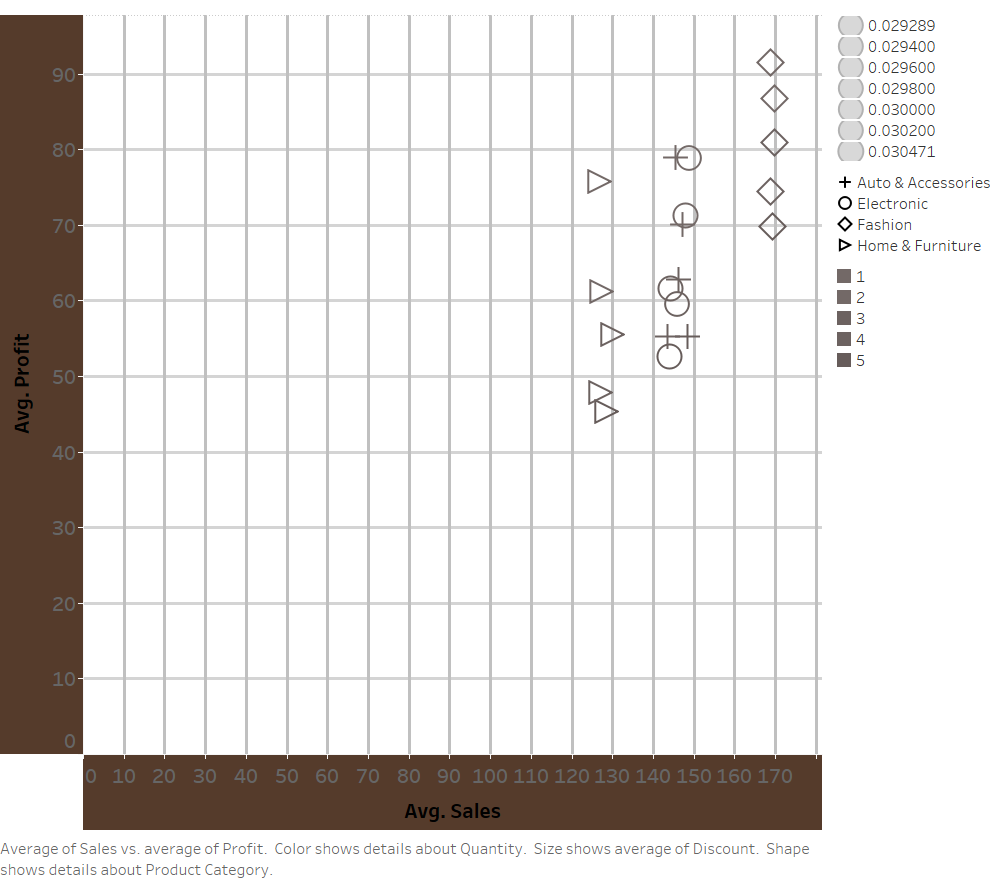 Avg. Profit
90
80
70
60
50
40
30
20
10
0
0 10 20 30 40 50 60 70 80 90 100 110 120 130 140 150 160 170
Avg. Sales
0.029289
0.029400
0.029600
0.029800
0.030000
0.030200
0.030471
Auto & Accessories
Electronic
Fashion
Home & Furniture
1
2
3
4
5
Average of Sales vs. average of Profit. Color shows details about Quantity. Size shows average of Discount. Shape
shows details about Product Category.